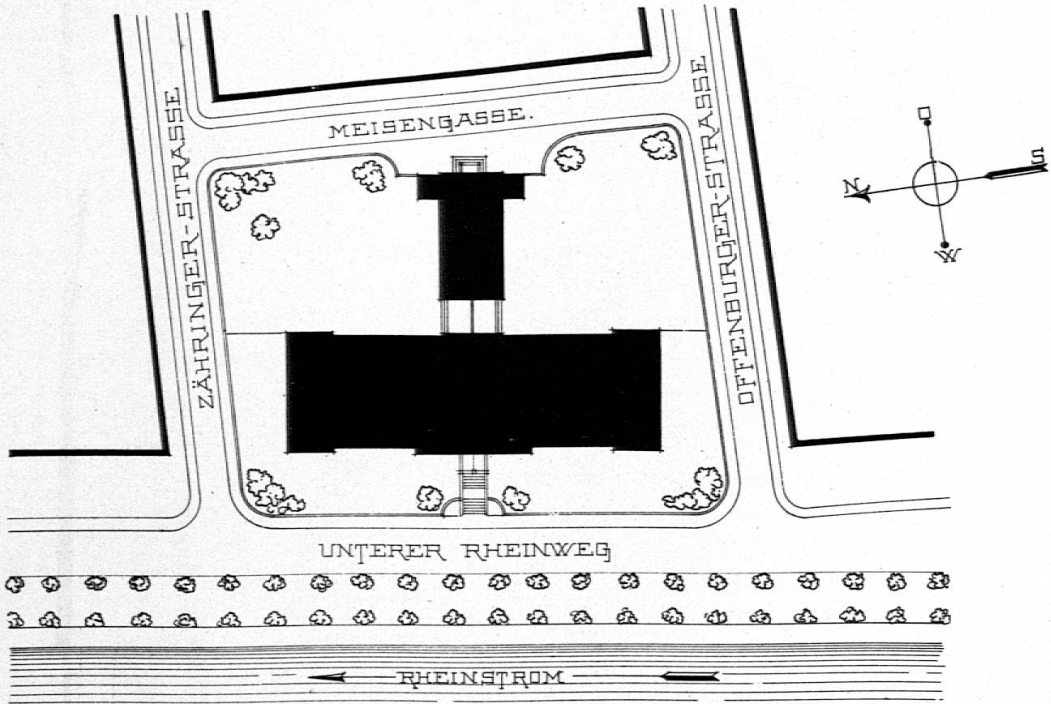 MEISENGASSE.
ZÄHRINGER-STRASSE
OFFENBURGER-STRASSE
O
N
S
W
UNTERER RHEINWEG
RHEINSTROM